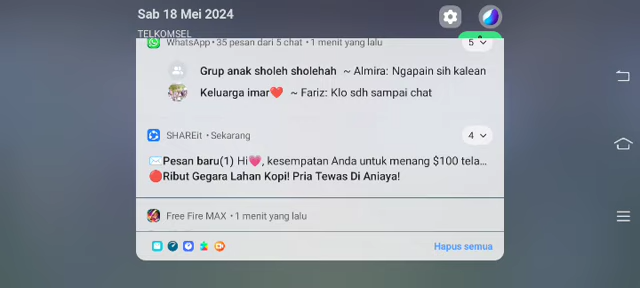 Sab 18 Mei 2024
TELKOMSEL
WhatsApp • 35 pesan dari 5 chat • 1 menit yang lalu 5
Grup anak sholeh sholehah ~ Almira: Ngapain sih kalean
Keluarga imar❤️ ~ Fariz: Klo sdh sampai chat
SHAREit • Sekarang 4
✉️Pesan baru(1) Hi💗, kesempatan Anda untuk menang $100 tela...
🔴Ribut Gegara Lahan Kopi! Pria Tewas Di Aniaya!
Free Fire MAX • 1 menit yang lalu
Hapus semua